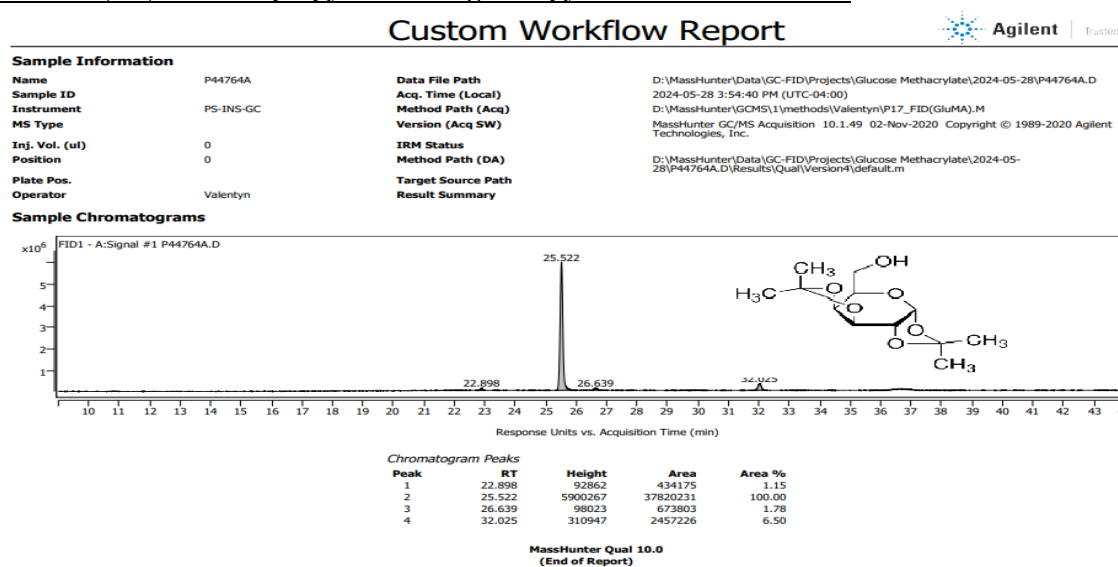 Custom Workflow Report
Agilent | Trusted
Sample Information
Name P44764A Data File Path D:\MassHunter\Data\GC-FID\Projects\Glucose Methacrylate\2024-05-28\P44764A.D
Sample ID Acq. Time (Local) 2024-05-28 3:54:40 PM (UTC-04:00)
Instrument PS-INS-GC Method Path (Acq) D:\MassHunter\GCMS\1\methods\Valentyn\P17_FID(GluMA).M
MS Type Version (Acq SW) MassHunter GC/MS Acquisition 10.1.49 02-Nov-2020 Copyright © 1989-2020 Agilent
Technologies, Inc.
Inj. Vol. (ul) 0 IRM Status
Position 0 Method Path (DA) D:\MassHunter\Data\GC-FID\Projects\Glucose Methacrylate\2024-05-
28\P44764A.D\Results\Qual\Version4\default.m
Plate Pos. Target Source Path
Operator Valentyn Result Summary
Sample Chromatograms
x10⁶ FID1 - A:Signal #1 P44764A.D
25.522
5
4
3
2
1
22.898
26.639
32.025
CH₃
OH
H₃C
O
O
O
O
O
CH₃
CH₃
10 11 12 13 14 15 16 17 18 19 20 21 22 23 24 25 26 27 28 29 30 31 32 33 34 35 36 37 38 39 40 41 42 43
Response Units vs. Acquisition Time (min)
Chromatogram Peaks
Peak RT Height Area Area %
1 22.898 92862 434175 1.15
2 25.522 5900267 37820231 100.00
3 26.639 98023 673803 1.78
4 32.025 310947 2457226 6.50
MassHunter Qual 10.0
(End of Report)